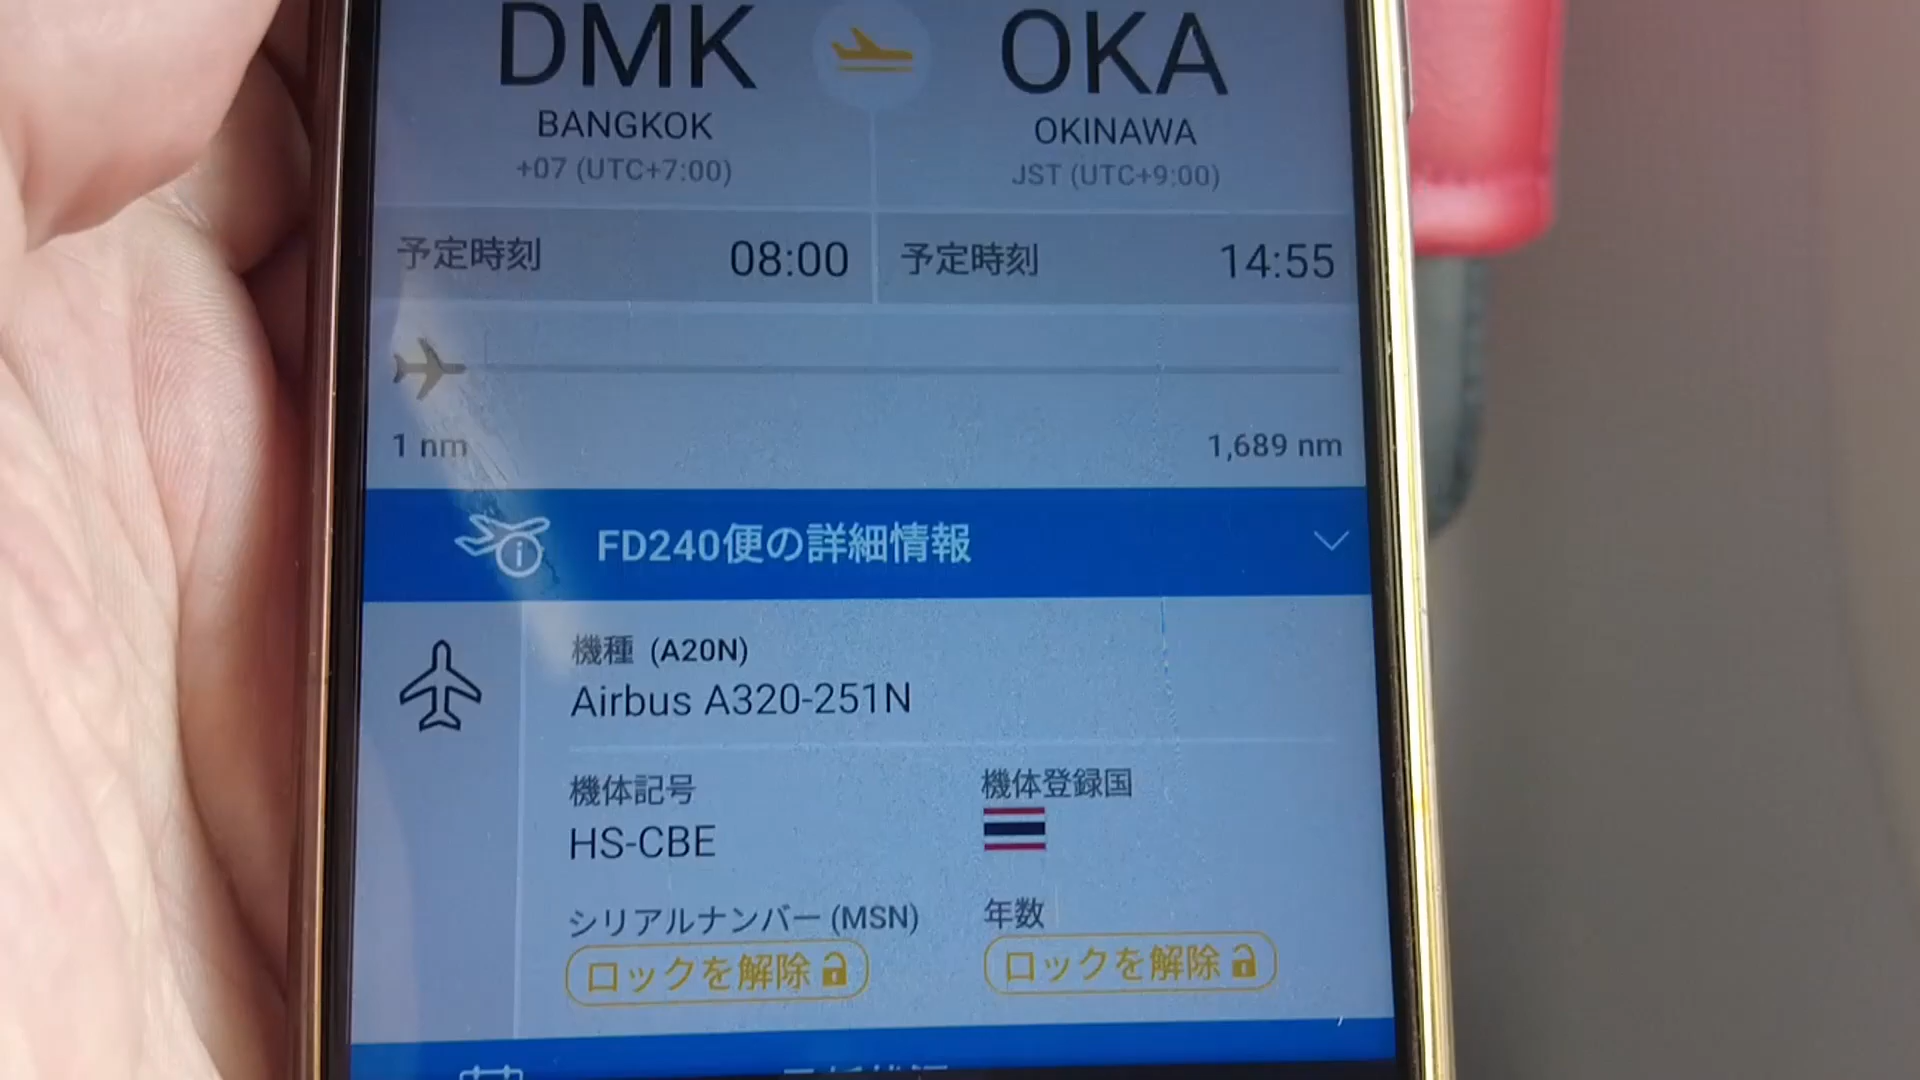 DMK OKA
BANGKOK OKINAWA
+07 (UTC+7:00) JST (UTC+9:00)
予定時刻 08:00 予定時刻 14:55
1 nm 1,689 nm
FD240便の詳細情報
機種 (A20N)
Airbus A320-251N
機体記号 機体登録国
HS-CBE
シリアルナンバー (MSN) 年数
ロックを解除 ロックを解除